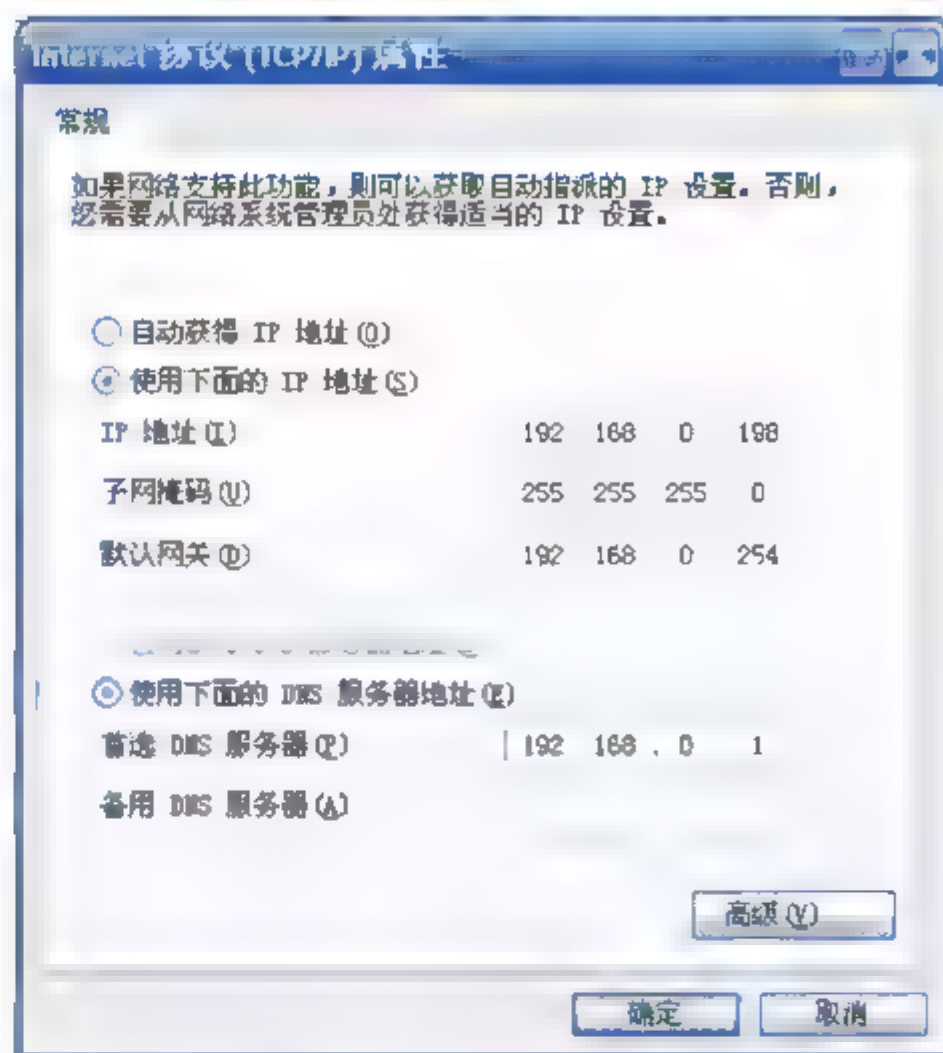 Internet 协议 (TCP/IP) 属性
常规
如果网络支持此功能，则可以获取自动指派的 IP 设置。否则，
您需要从网络系统管理员处获得适当的 IP 设置。
自动获得 IP 地址(O)
使用下面的 IP 地址(S)
IP 地址(I) 192 168 0 198
子网掩码(U) 255 255 255 0
默认网关(D) 192 168 0 254
使用下面的 DNS 服务器地址(E)
首选 DNS 服务器(P) 192 168 . 0 1
备用 DNS 服务器(A)
高级(V)
确定 取消